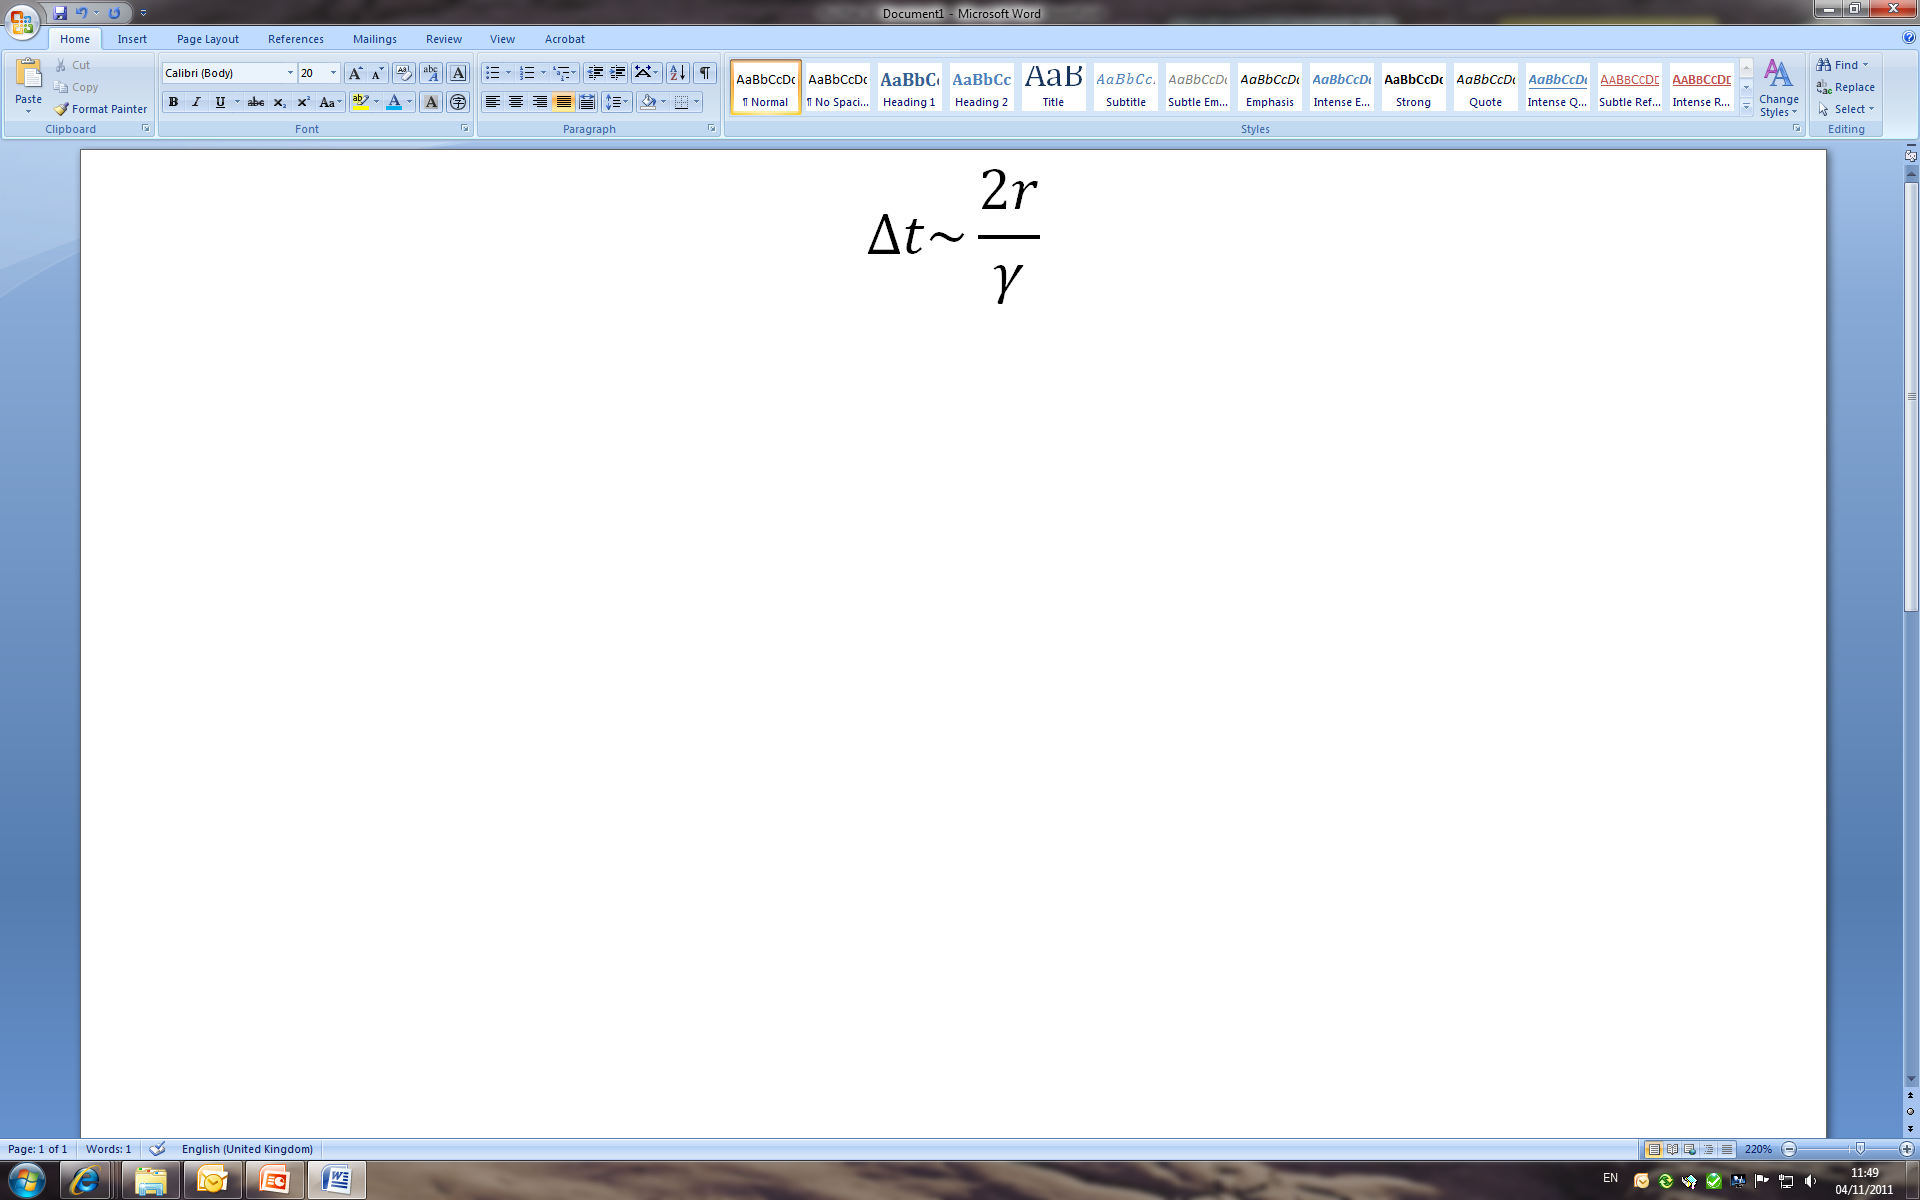 Document1 - Microsoft Word
Home Insert Page Layout References Mailings Review View Acrobat
Paste
Cut
Copy
Format Painter
Clipboard
Calibri (Body) 20
Font
Paragraph
AaBbCcDc AaBbCcDc AaBbC AaBbCc AaB AaBbCc. AaBbCcDc AaBbCcDc AaBbCcDc AaBbCcDc AaBbCcDc AaBbCcDc AABBCCDE AABBCCDE
¶ Normal ¶ No Spaci... Heading 1 Heading 2 Title Subtitle Subtle Em... Emphasis Intense E... Strong Quote Intense Q... Subtle Ref... Intense R...
Change Styles
Styles
Find
Replace
Select
Editing
Δt~ 2r/γ
Page: 1 of 1 Words: 1 English (United Kingdom)
220%
EN
11:49
04/11/2011